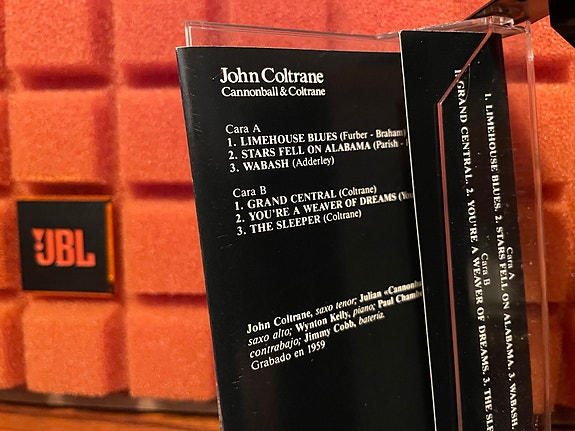 John Coltrane
Cannonball & Coltrane
Cara A
1. LIMEHOUSE BLUES (Furber - Braham)
2. STARS FELL ON ALABAMA (Parish -
3. WABASH (Adderley)
Cara B
1. GRAND CENTRAL (Coltrane)
2. YOU'RE A WEAVER OF DREAMS
3. THE SLEEPER (Coltrane)
John Coltrane, saxo tenor; Julian
saxo alto; Wynton Kelly, piano; Paul
contrabajo; Jimmy Cobb, batería.
Grabado en 1959
Cara A
1. LIMEHOUSE BLUES. 2. STARS FELL ON ALABAMA. 3. WABASH.
Cara B
1. GRAND CENTRAL. 2. YOU'RE A WEAVER OF DREAMS. 3. THE
JBL